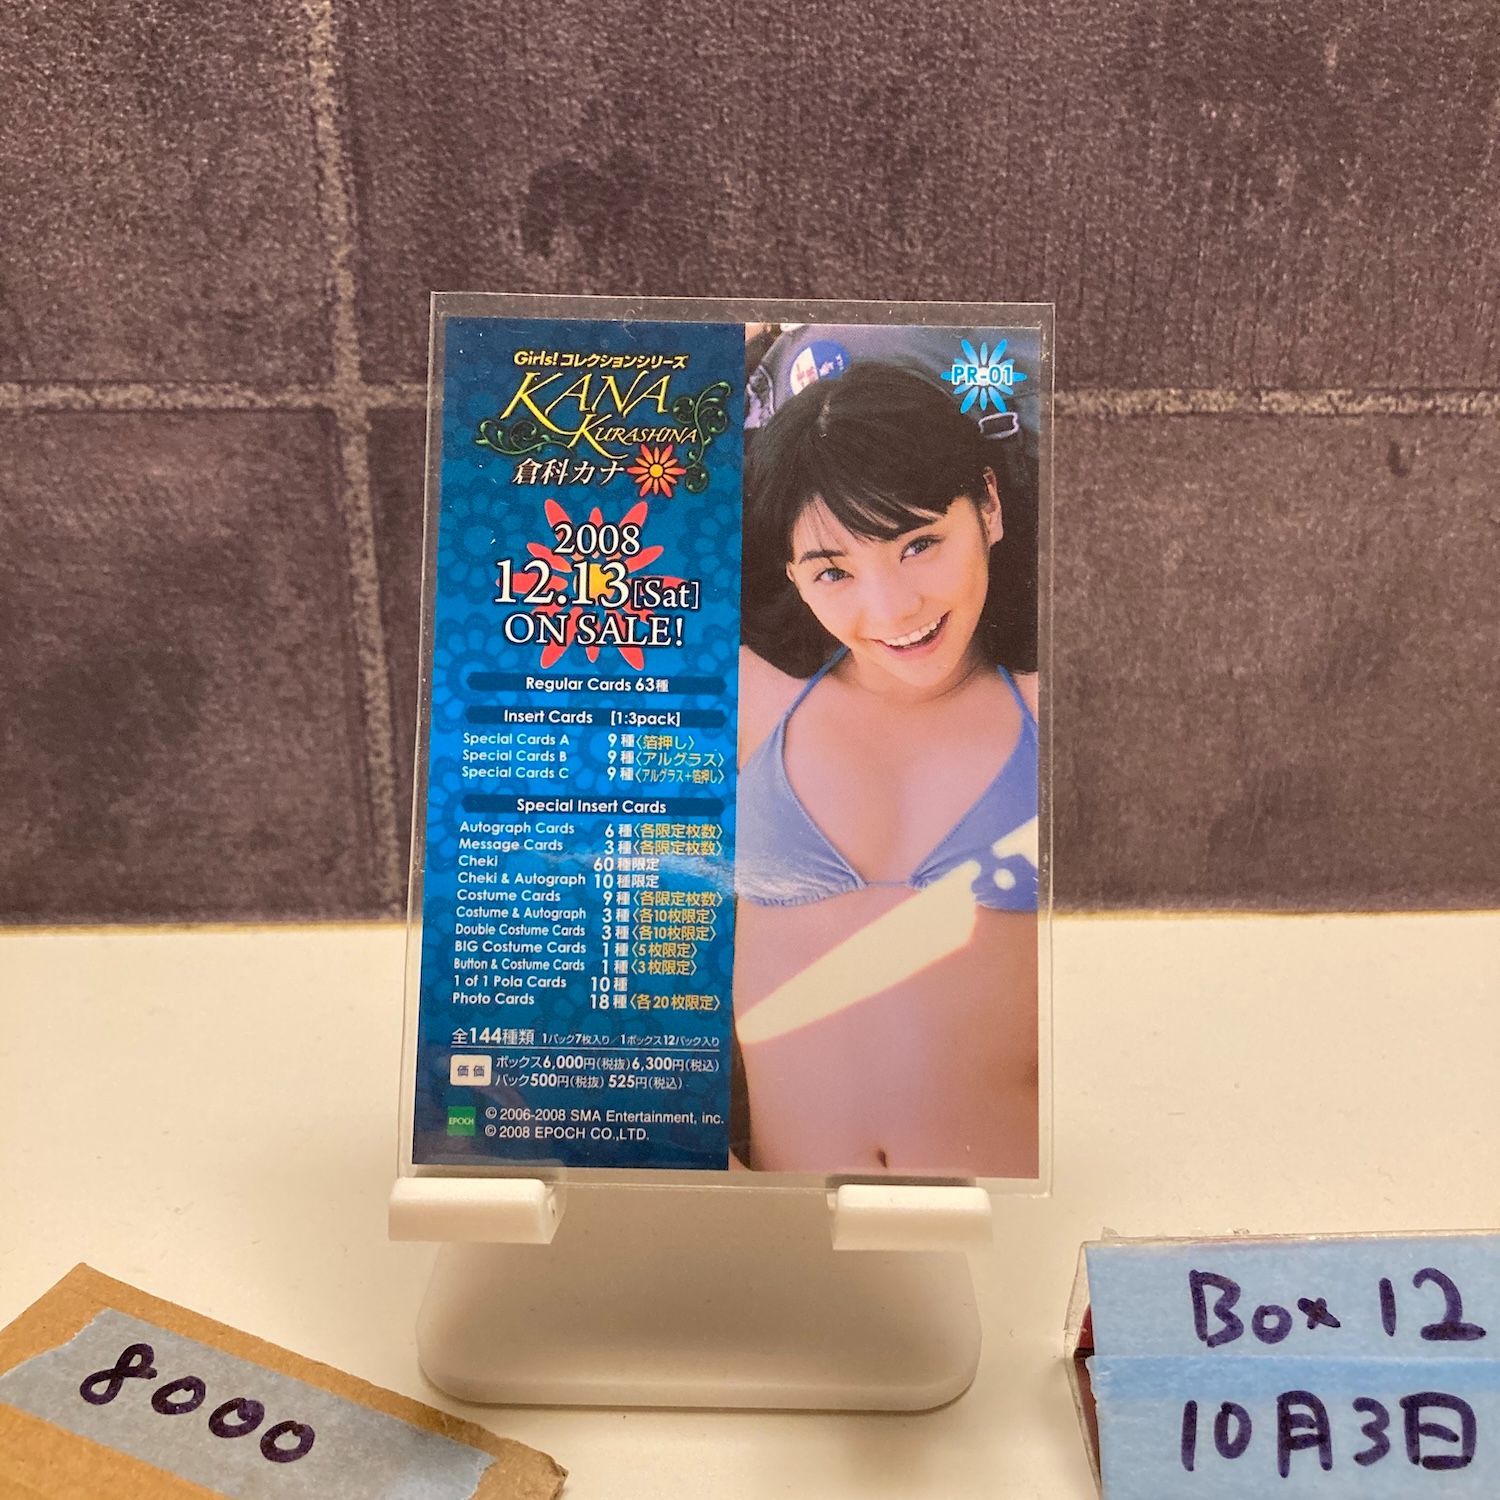 Girls!コレクションシリーズ
KANA
KURASHINA
倉科カナ
PR-01
2008
12.13[Sat]
ON SALE!
Regular Cards 63種
Insert Cards [1:3pack]
Special Cards A 9種〈箔押し〉
Special Cards B 9種〈アルグラス〉
Special Cards C 9種〈アルグラス+箔押し〉
Special Insert Cards
Autograph Cards 6種〈各限定枚数〉
Message Cards 3種〈各限定枚数〉
Cheki 60種限定
Cheki & Autograph 10種限定
Costume Cards 9種〈各限定枚数〉
Costume & Autograph 3種〈各10枚限定〉
Double Costume Cards 3種〈各10枚限定〉
BIG Costume Cards 1種〈5枚限定〉
Button & Costume Cards 1種〈3枚限定〉
1 of 1 Pola Cards 10種
Photo Cards 18種〈各20枚限定〉
全144種類 1パック7枚入り/1ボックス12パック入り
価価 ボックス6,000円(税抜)6,300円(税込)
パック500円(税抜) 525円(税込)
EPOCH
© 2006-2008 SMA Entertainment, inc.
© 2008 EPOCH CO.,LTD.
8000
Box 12
10月3日